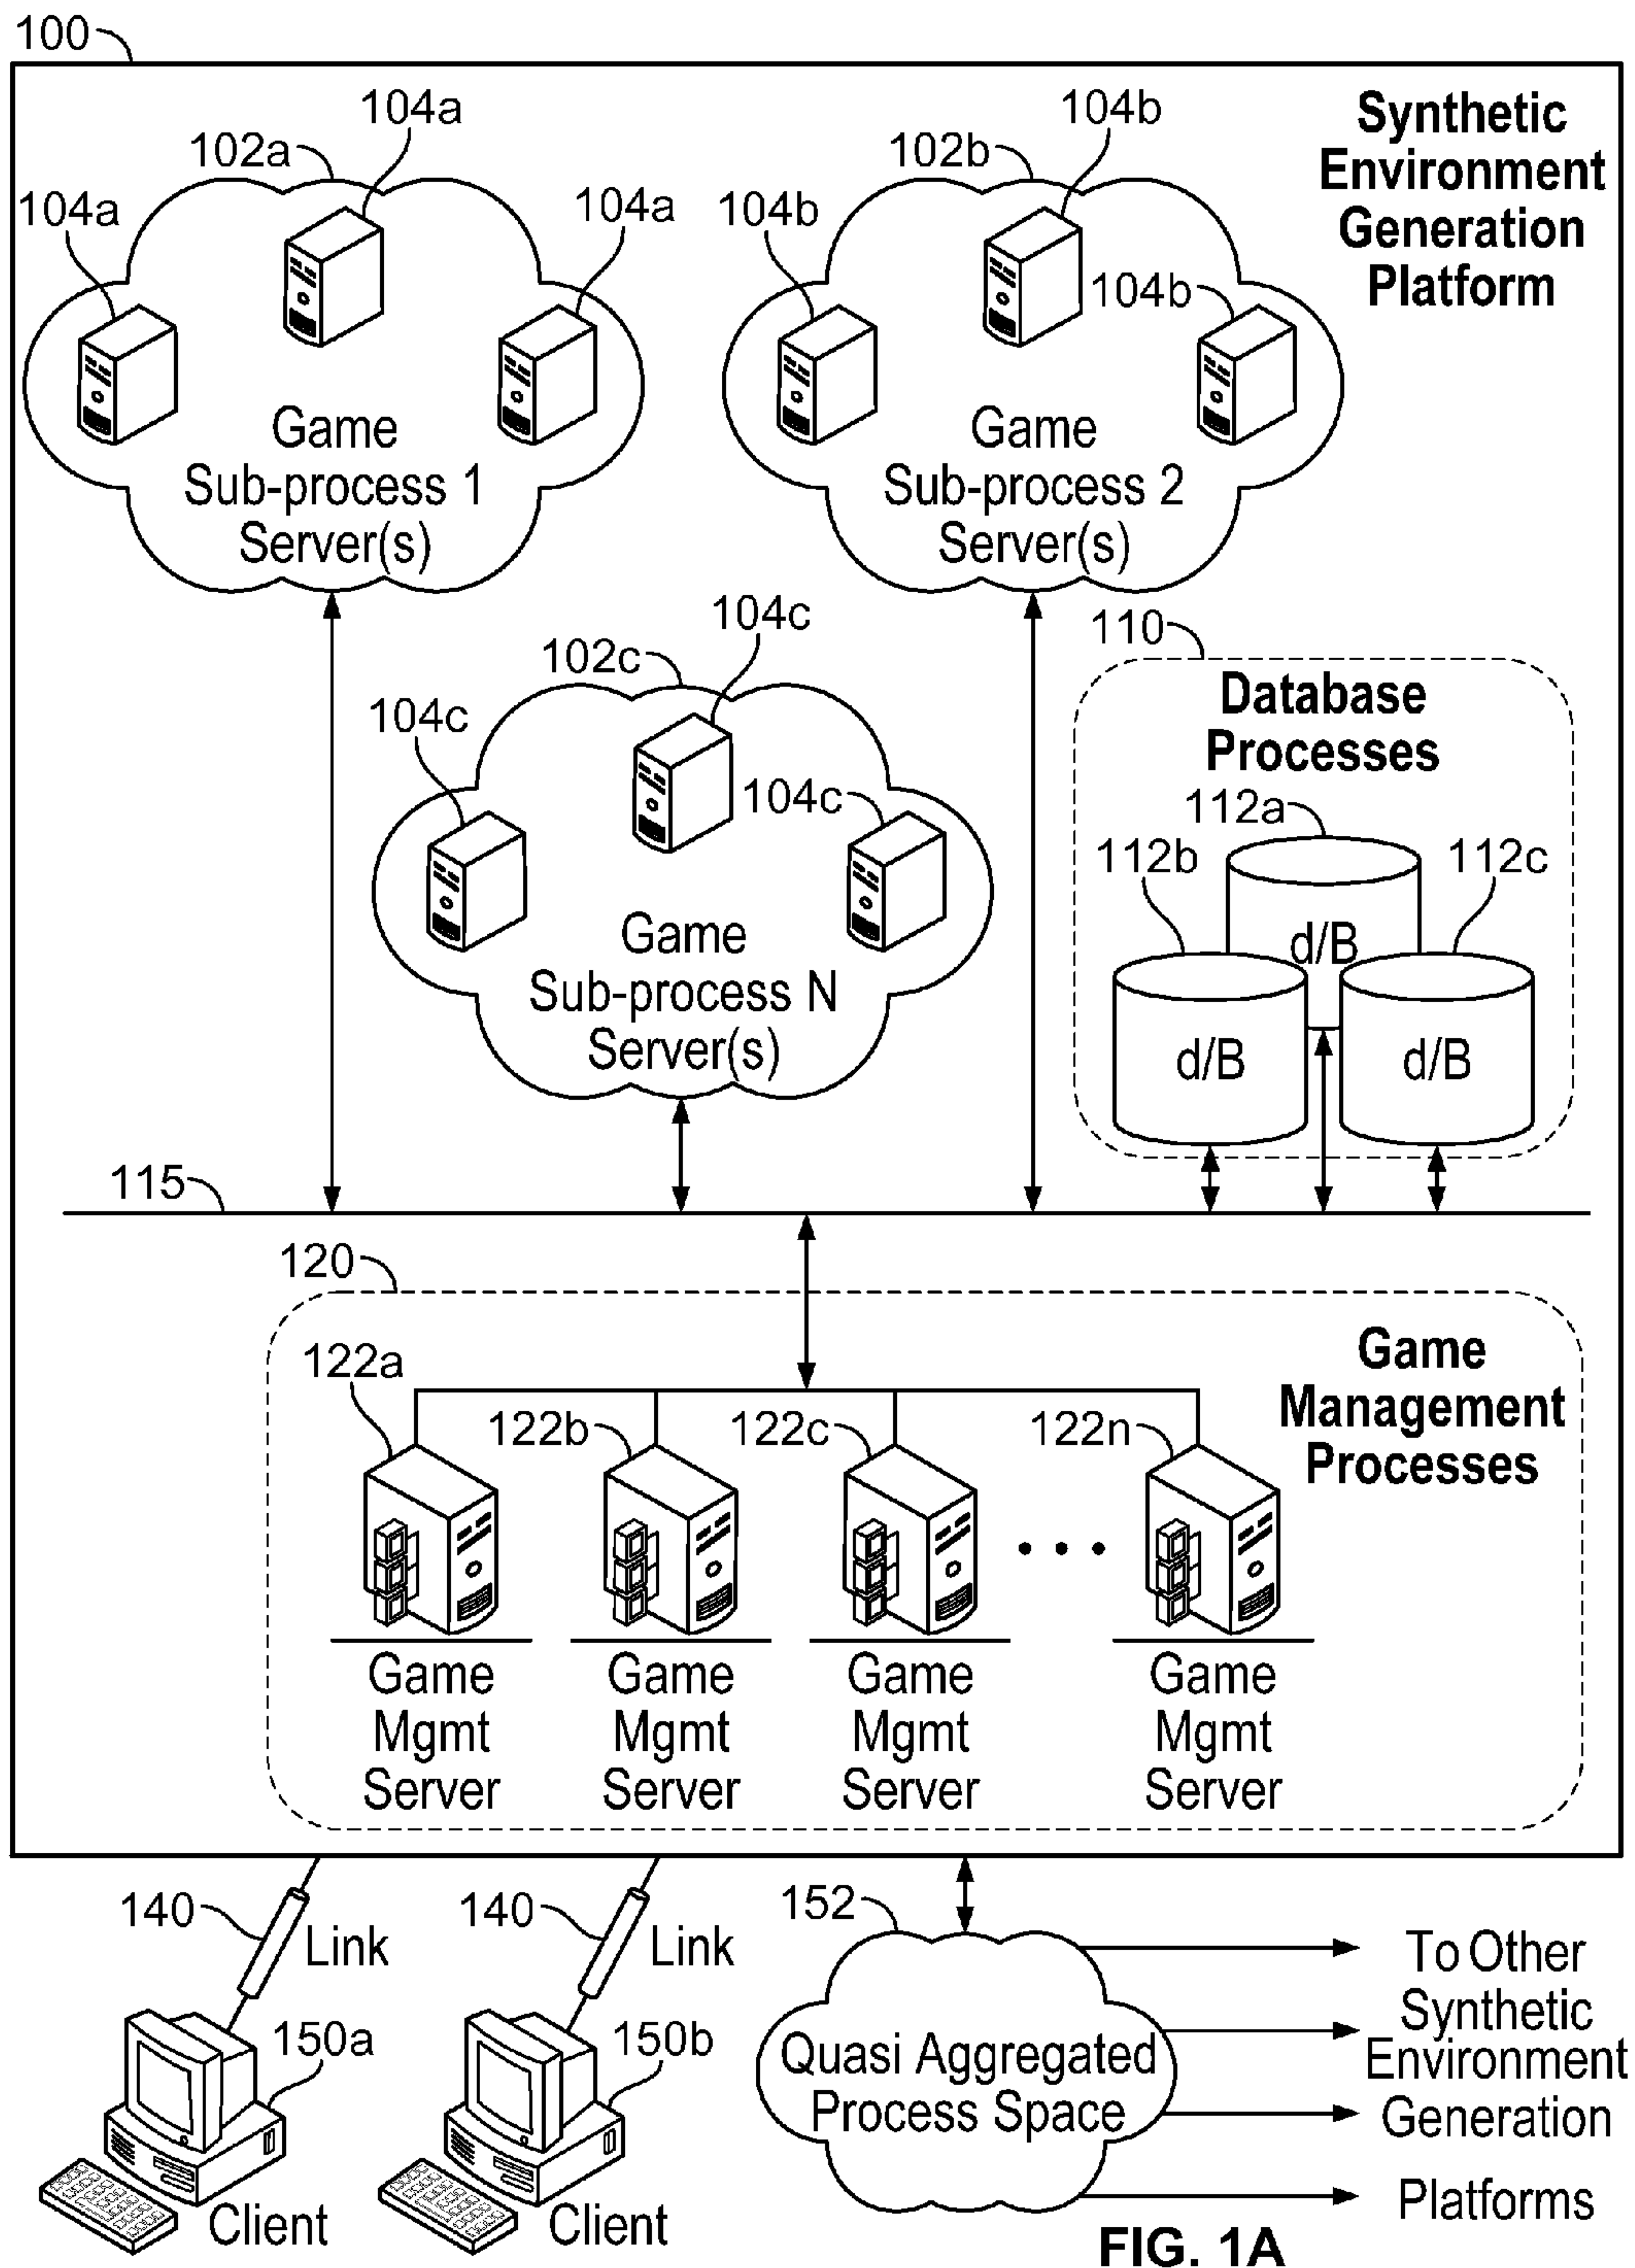 100
Synthetic
Environment
Generation
Platform
104a
102a
104a
104a
Game
Sub-process 1
Server(s)
104b
102b
104b
104b
Game
Sub-process 2
Server(s)
104c
102c
104c
104c
Game
Sub-process N
Server(s)
110
Database
Processes
112a
112b
112c
d/B
d/B
d/B
115
120
Game
Management
Processes
122a
122b
122c
122n
Game
Mgmt
Server
Game
Mgmt
Server
Game
Mgmt
Server
Game
Mgmt
Server
140
Link
150a
Client
140
Link
150b
Client
152
Quasi Aggregated
Process Space
To Other
Synthetic
Environment
Generation
Platforms
FIG. 1A